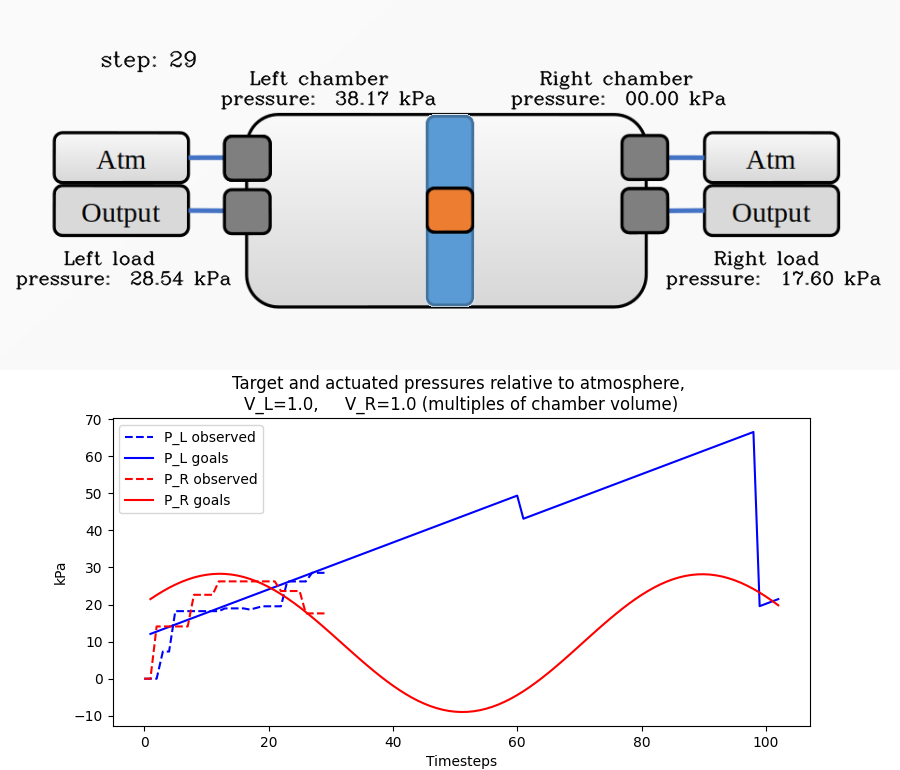 step: 29
Left chamber
pressure: 38.17 kPa
Right chamber
pressure: 00.00 kPa
Atm
Output
Atm
Output
Left load
pressure: 28.54 kPa
Right load
pressure: 17.60 kPa
Target and actuated pressures relative to atmosphere,
V_L=1.0, V_R=1.0 (multiples of chamber volume)
P_L observed
P_L goals
P_R observed
P_R goals
kPa
70
60
50
40
30
20
10
0
−10
0 20 40 60 80 100
Timesteps